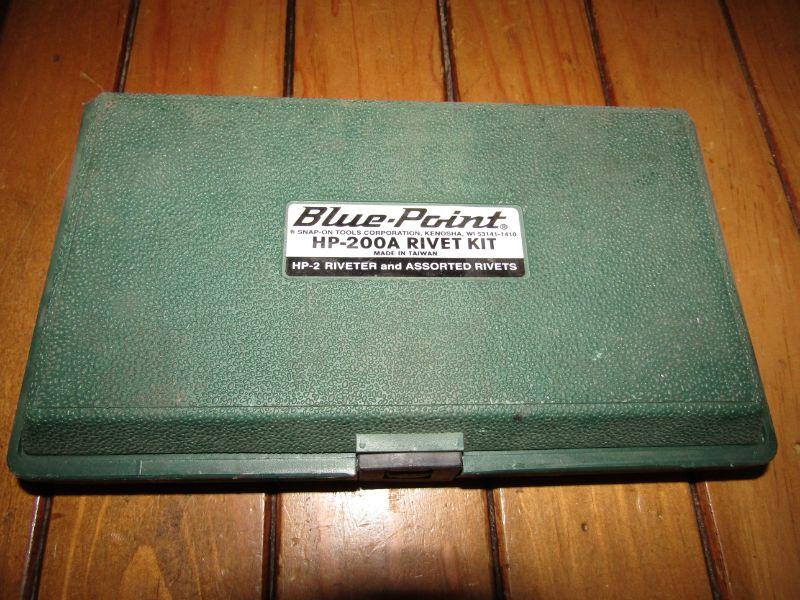 Blue-Point®
® SNAP-ON TOOLS CORPORATION, KENOSHA, WI 53141-1410
HP-200A RIVET KIT
MADE IN TAIWAN
HP-2 RIVETER and ASSORTED RIVETS